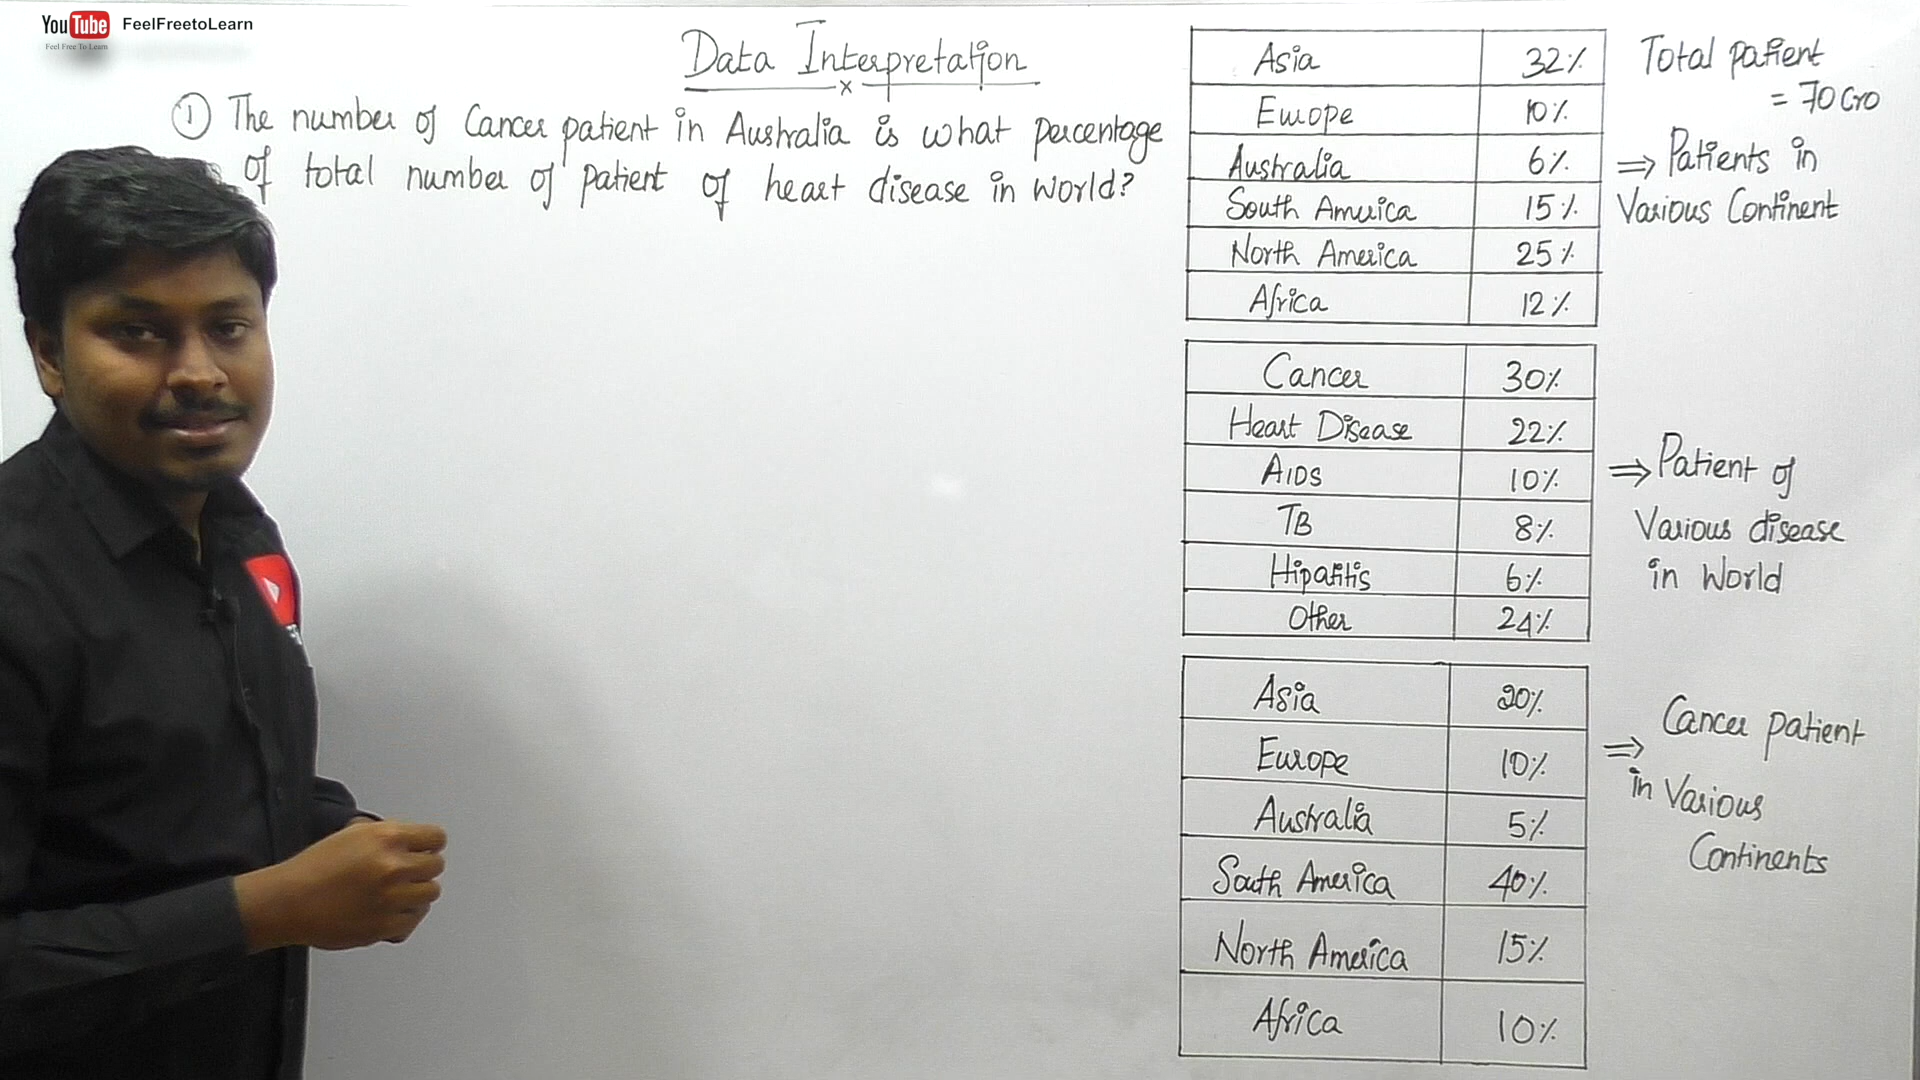 YouTube FeelFreetoLearn
Feel Free To Learn
Data Interpretation
x
① The number of Cancer patient in Australia is what percentage
of total number of patient of heart disease in world?
Asia 32%
Europe 10%
Australia 6%
South America 15%
North America 25%
Africa 12%
Total patient
= 70 Cro
⇒ Patients in
Various Continent
Cancer 30%
Heart Disease 22%
AIDS 10%
TB 8%
Hipatitis 6%
Other 24%
⇒ Patient of
Various disease
in World
Asia 20%
Europe 10%
Australia 5%
South America 40%
North America 15%
Africa 10%
⇒ Cancer patient
in Various
Continents